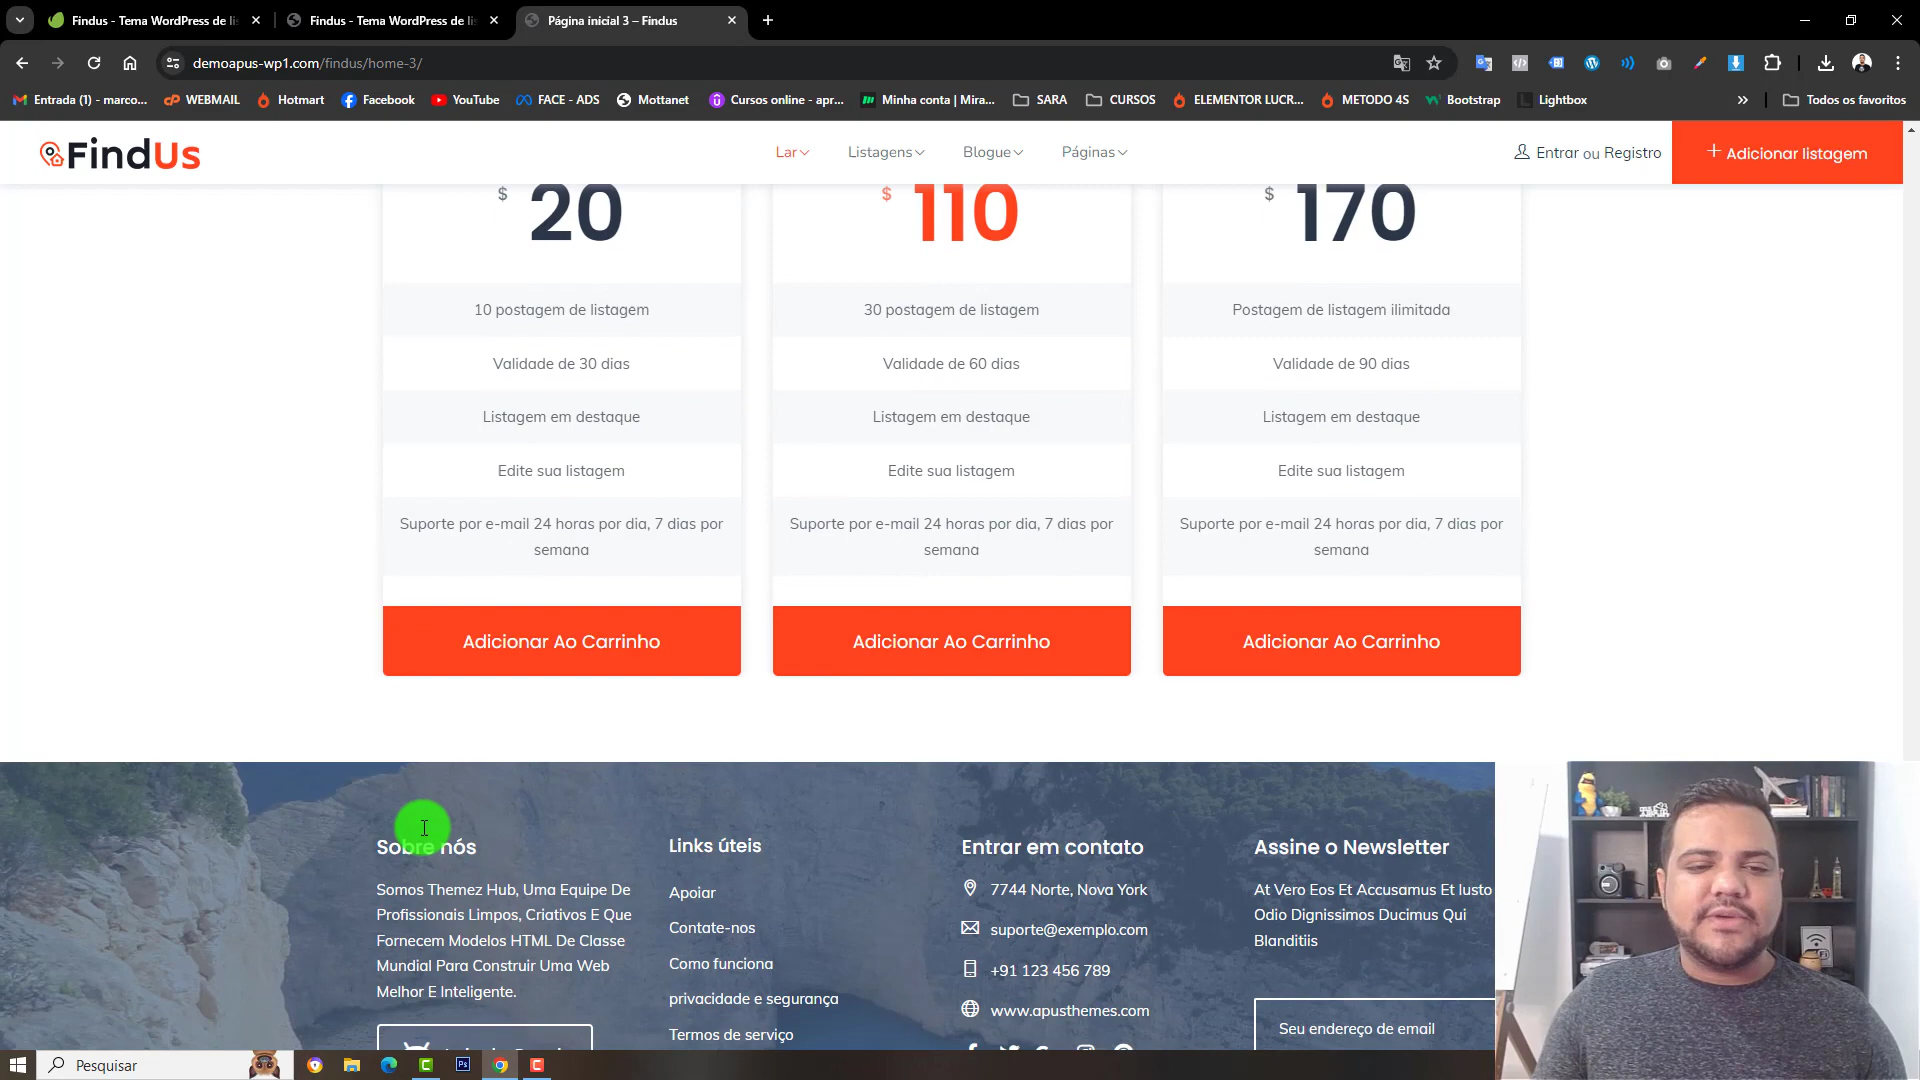 Findus - Tema WordPress de li
Findus - Tema WordPress de li
Página inicial 3 – Findus
demoapus-wp1.com/findus/home-3/
Entrada (1) - marco...
WEBMAIL
Hotmart
Facebook
YouTube
FACE - ADS
Mottanet
Cursos online - apr...
Minha conta | Mira...
SARA
CURSOS
ELEMENTOR LUCR...
METODO 4S
Bootstrap
Lightbox
Todos os favoritos
FindUs
Lar
Listagens
Blogue
Páginas
Entrar ou Registro
Adicionar listagem
$ 20
$ 110
$ 170
10 postagem de listagem
30 postagem de listagem
Postagem de listagem ilimitada
Validade de 30 dias
Validade de 60 dias
Validade de 90 dias
Listagem em destaque
Listagem em destaque
Listagem em destaque
Edite sua listagem
Edite sua listagem
Edite sua listagem
Suporte por e-mail 24 horas por dia, 7 dias por
semana
Suporte por e-mail 24 horas por dia, 7 dias por
semana
Suporte por e-mail 24 horas por dia, 7 dias por
semana
Adicionar Ao Carrinho
Adicionar Ao Carrinho
Adicionar Ao Carrinho
Sobre nós
Somos Themez Hub, Uma Equipe De
Profissionais Limpos, Criativos E Que
Fornecem Modelos HTML De Classe
Mundial Para Construir Uma Web
Melhor E Inteligente.
Links úteis
Apoiar
Contate-nos
Como funciona
privacidade e segurança
Termos de serviço
Entrar em contato
7744 Norte, Nova York
suporte@exemplo.com
+91 123 456 789
www.apusthemes.com
Assine o Newsletter
At Vero Eos Et Accusamus Et Iusto
Odio Dignissimos Ducimus Qui
Blanditiis
Seu endereço de email
Pesquisar